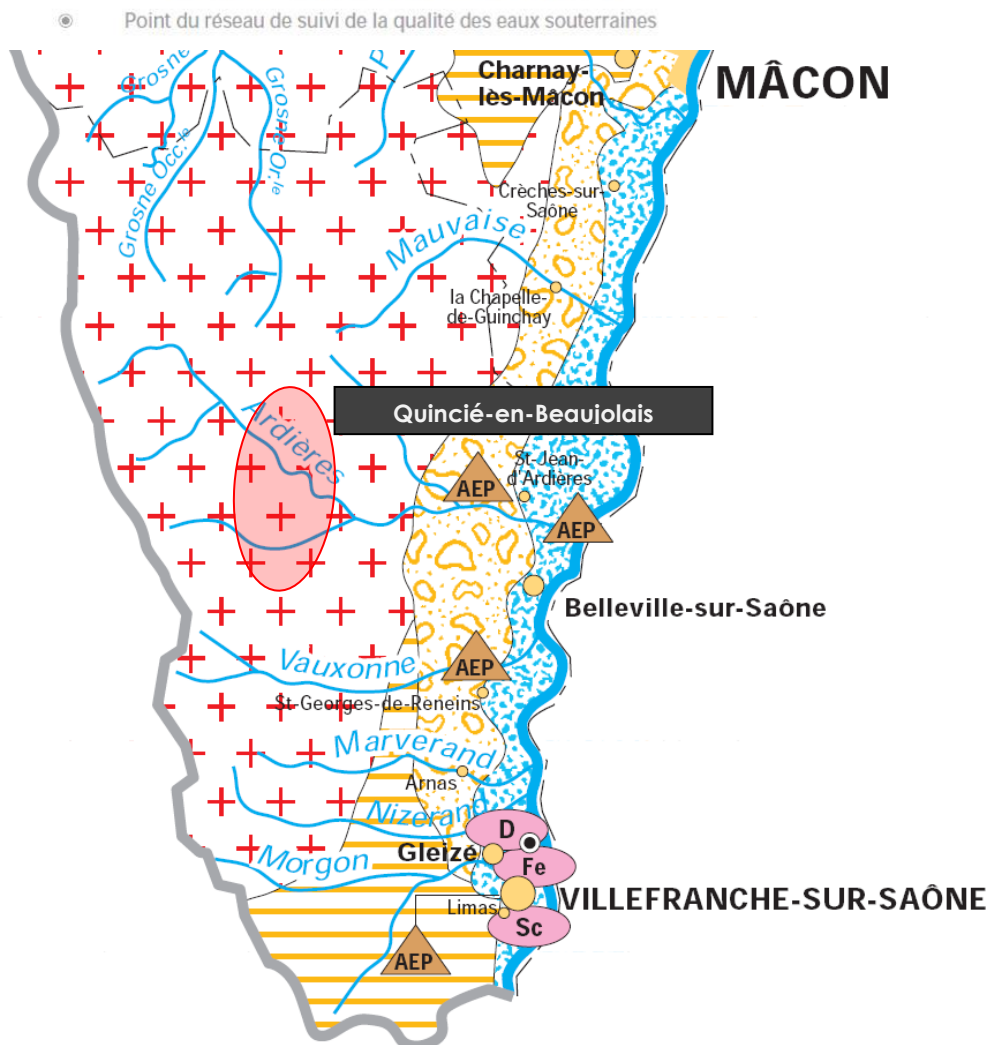 Point du réseau de suivi de la qualité des eaux souterraines
Grosne
P
Charnay-
lès-Mâcon
MÂCON
Grosne Occ.le
Grosne Or.le
Crèches-sur-
Saône
Mauvaise
la Chapelle-
de-Guinchay
Quincié-en-Beaujolais
Ardières
St-Jean-
d'Ardières
AEP
AEP
Belleville-sur-Saône
Vauxonne
AEP
St-Georges-de-Reneins
Marverand
Arnas
Nizerand
D
Gleizé
Morgon
Fe
VILLEFRANCHE-SUR-SAÔNE
Limas
Sc
AEP